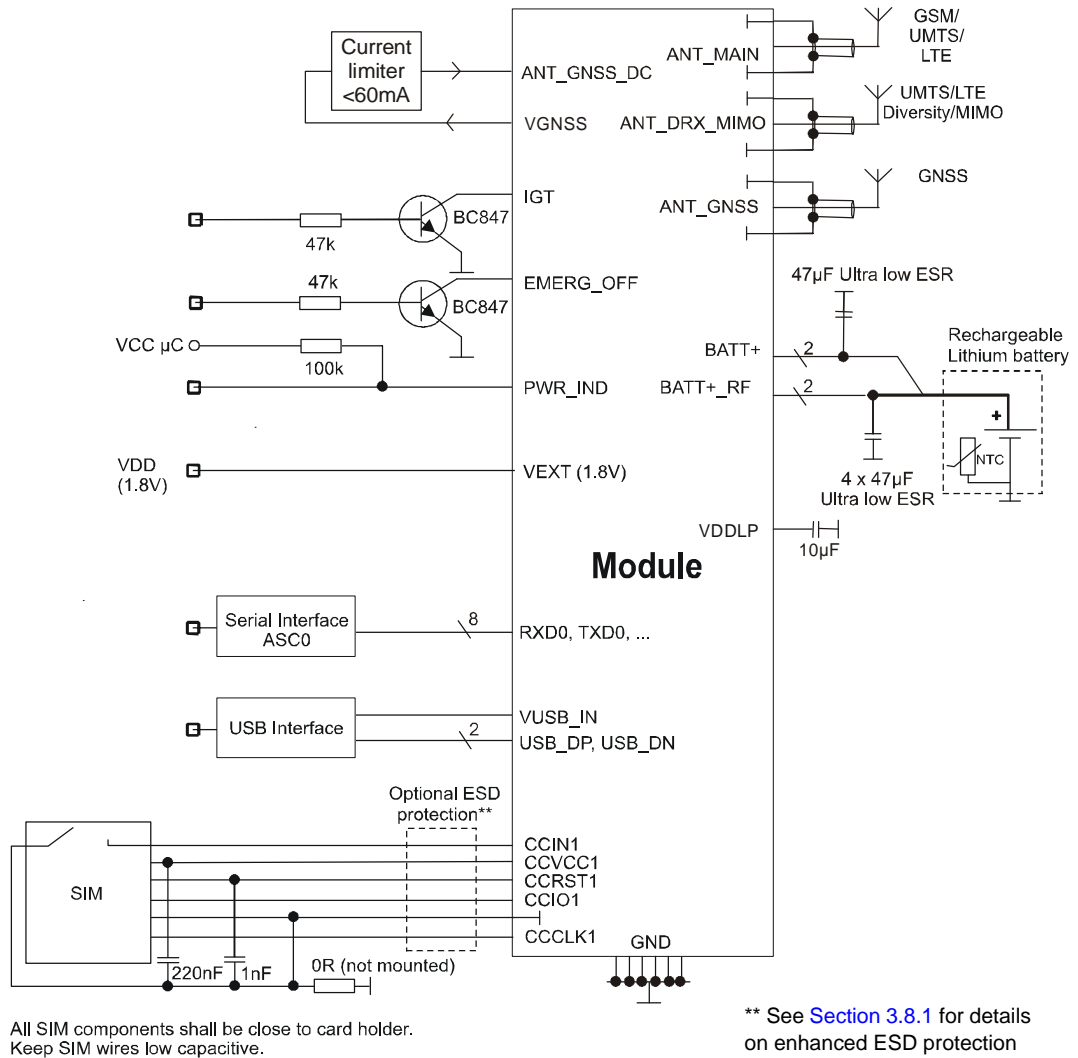 Current
limiter
<60mA
ANT_GNSS_DC
VGNSS
IGT
BC847
47k
47k
EMERG_OFF
BC847
VCC µC
100k
PWR_IND
VDD
(1.8V)
VEXT (1.8V)
Serial Interface
ASC0
8
RXD0, TXD0, ...
USB Interface
VUSB_IN
2
USB_DP, USB_DN
Optional ESD
protection**
SIM
CCIN1
CCVCC1
CCRST1
CCIO1
CCCLK1
220nF
1nF
0R (not mounted)
All SIM components shall be close to card holder.
Keep SIM wires low capacitive.
Module
GND
ANT_MAIN
GSM/
UMTS/
LTE
ANT_DRX_MIMO
UMTS/LTE
Diversity/MIMO
ANT_GNSS
GNSS
47µF Ultra low ESR
BATT+
2
BATT+_RF
2
Rechargeable
Lithium battery
+
NTC
4 x 47µF
Ultra low ESR
VDDLP
10µF
** See Section 3.8.1 for details
on enhanced ESD protection